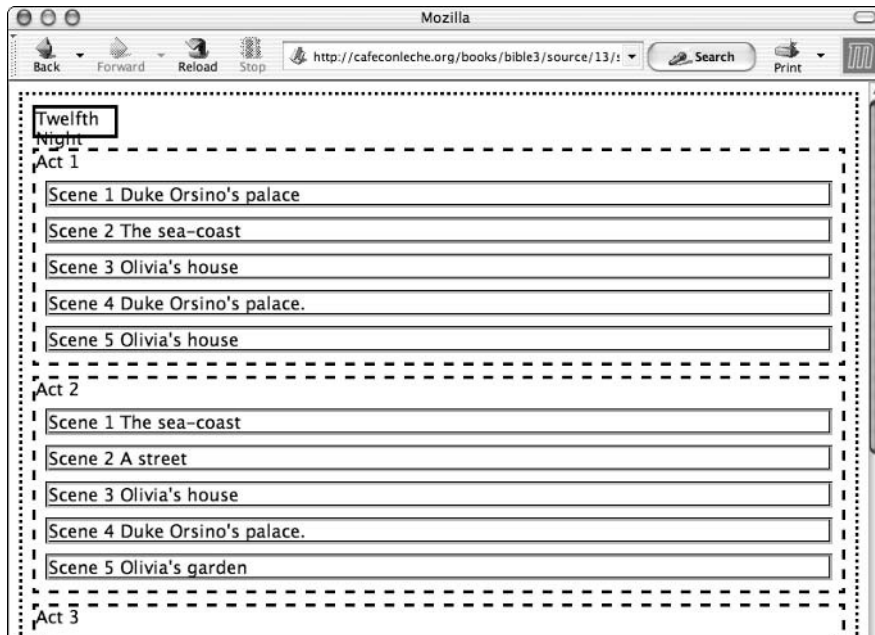 Mozilla
Back Forward Reload Stop http://cafeconleche.org/books/bible3/source/13/ Search Print
Twelfth
Night
Act 1
Scene 1 Duke Orsino's palace
Scene 2 The sea-coast
Scene 3 Olivia's house
Scene 4 Duke Orsino's palace.
Scene 5 Olivia's house
Act 2
Scene 1 The sea-coast
Scene 2 A street
Scene 3 Olivia's house
Scene 4 Duke Orsino's palace.
Scene 5 Olivia's garden
Act 3